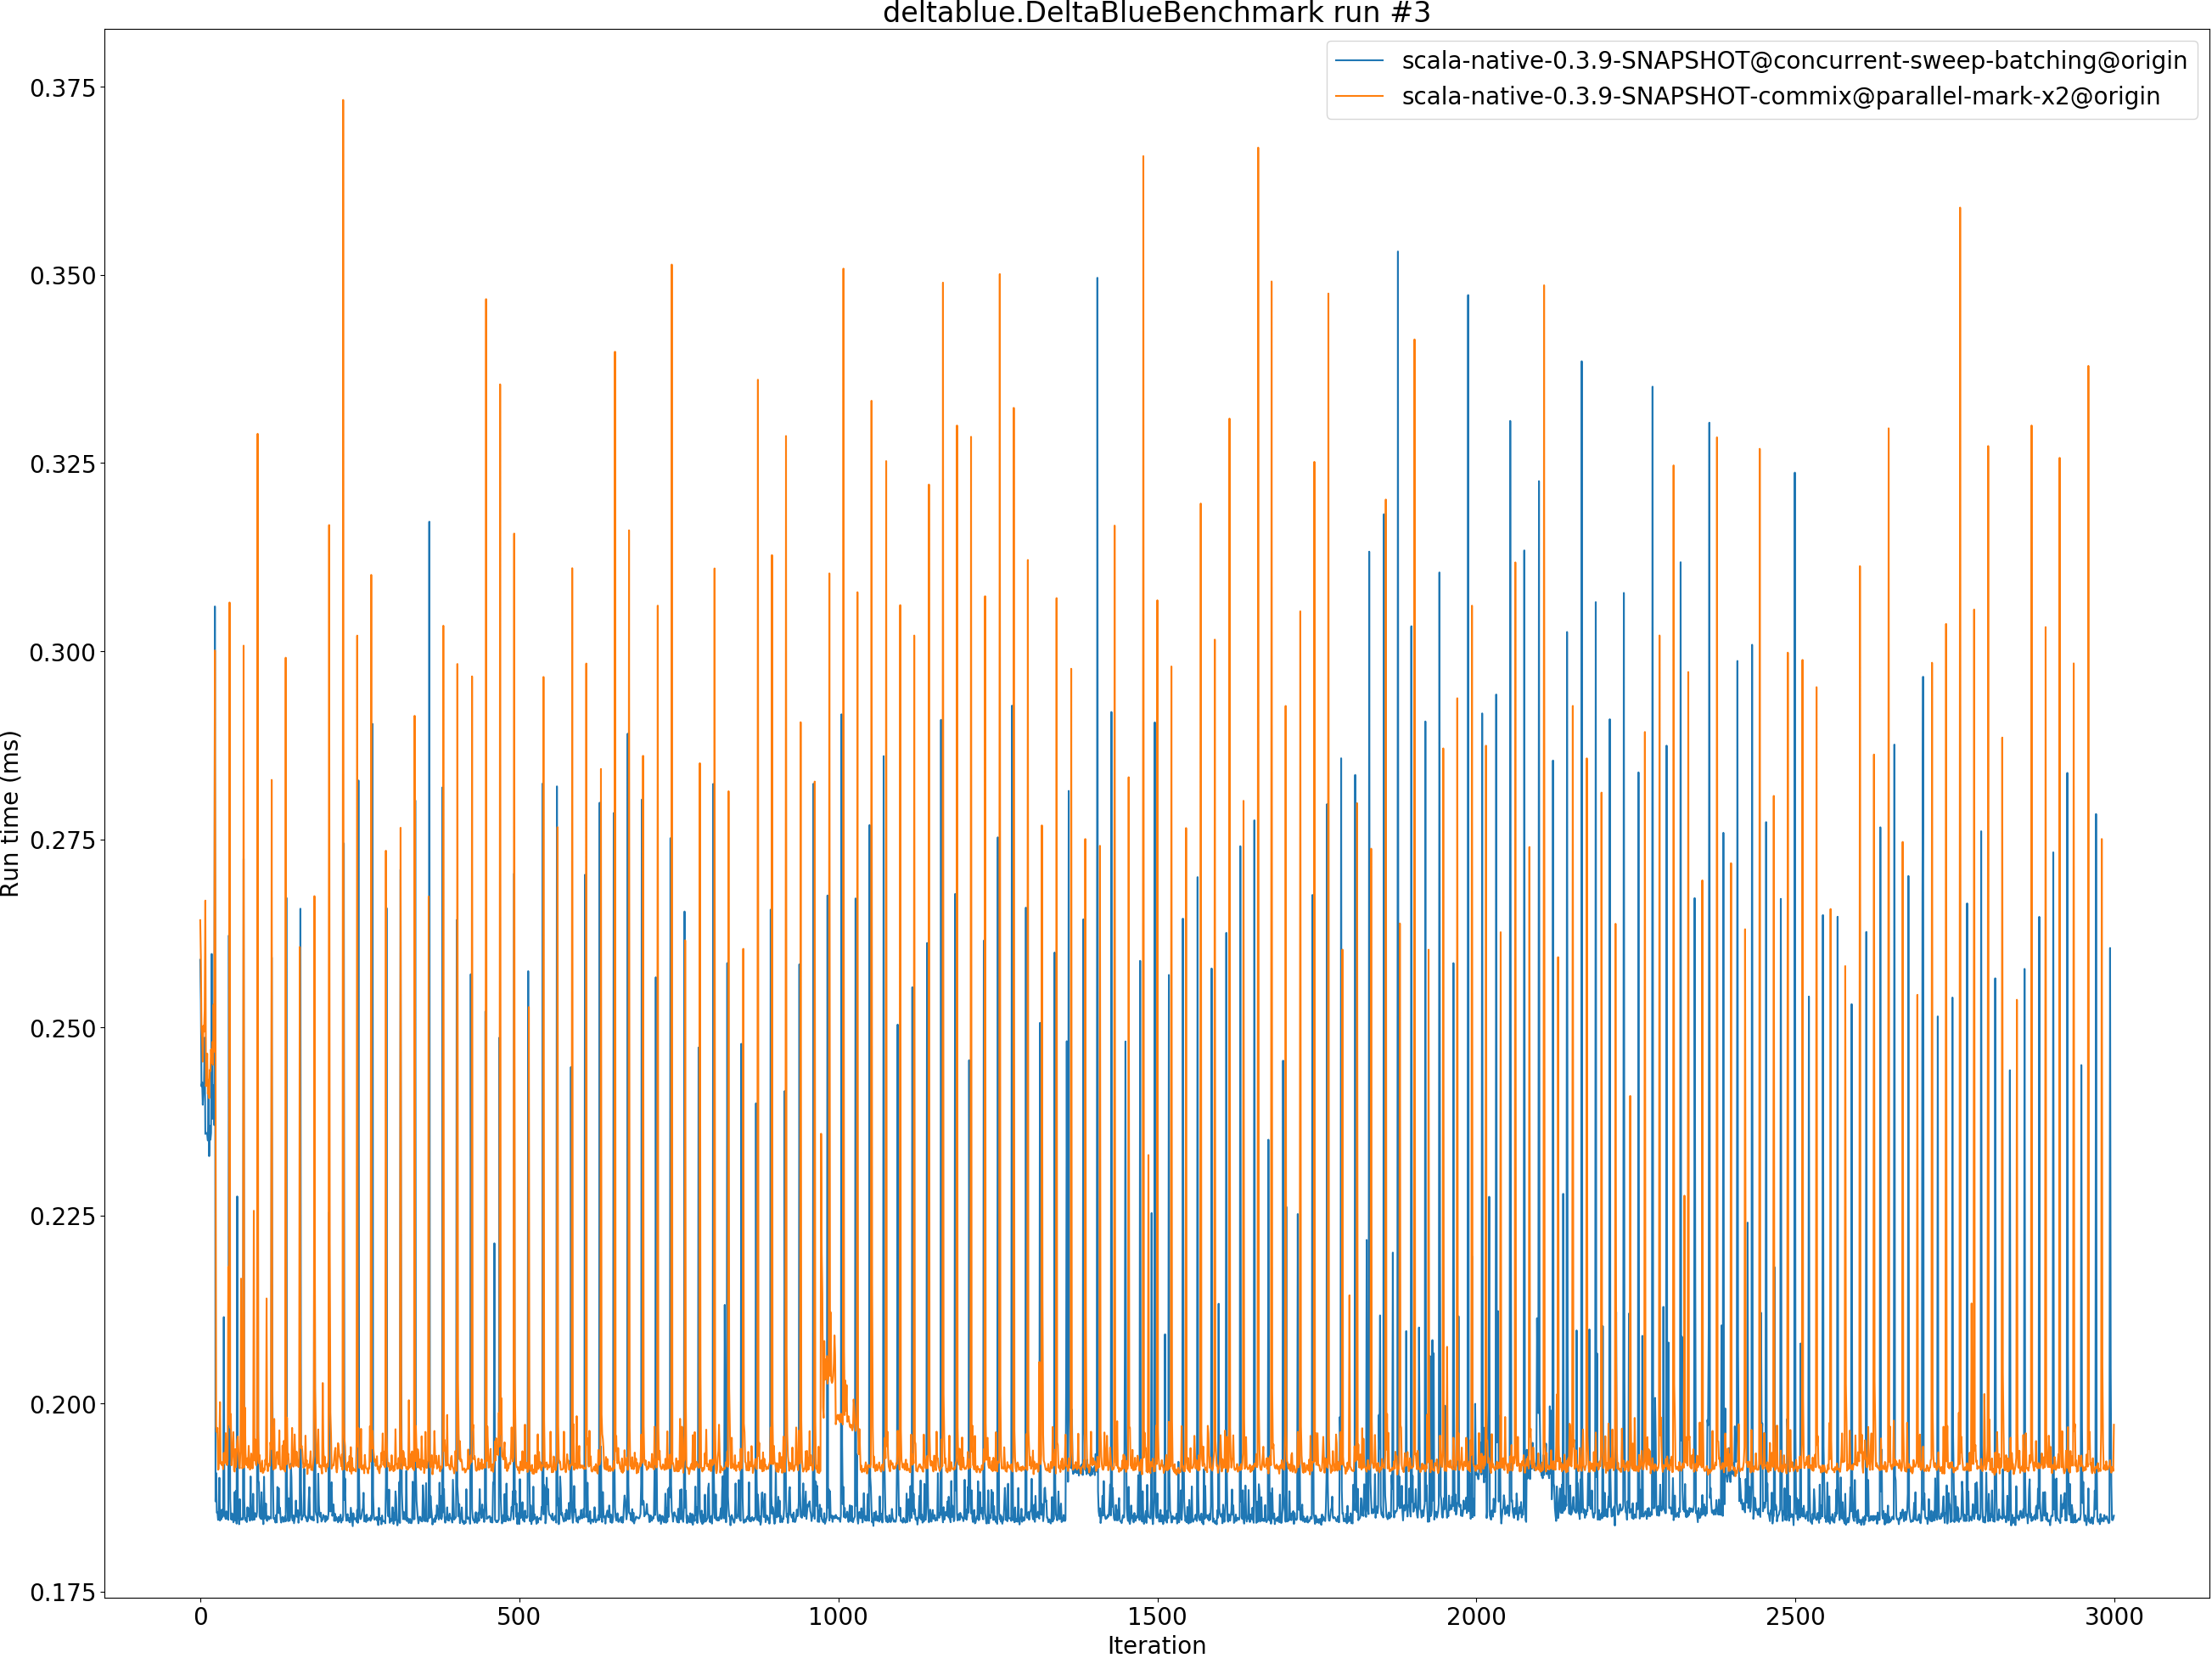 deltablue.DeltaBlueBenchmark run #3
scala-native-0.3.9-SNAPSHOT@concurrent-sweep-batching@origin
scala-native-0.3.9-SNAPSHOT-commix@parallel-mark-x2@origin
0.375
0.350
0.325
0.300
0.275
0.250
0.225
0.200
0.175
Run time (ms)
0 500 1000 1500 2000 2500 3000
Iteration